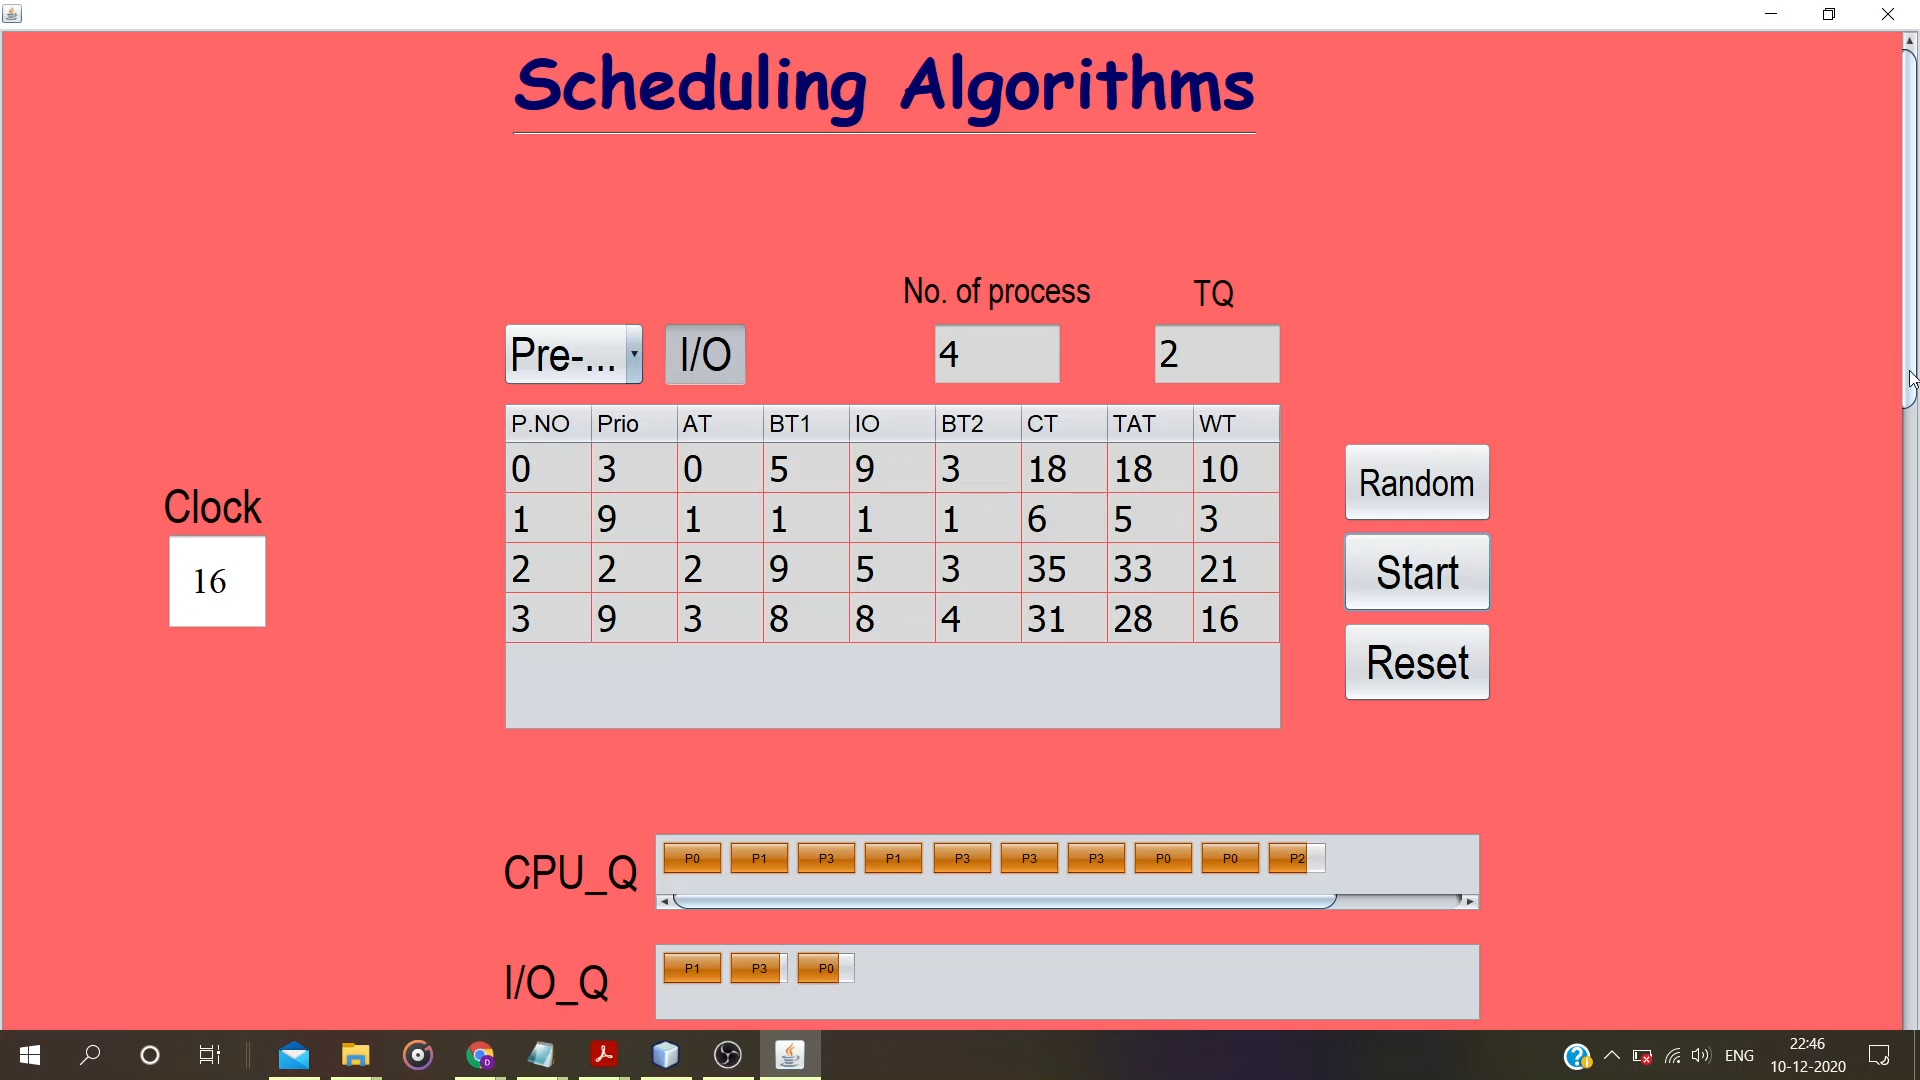 Scheduling Algorithms
No. of process TQ
Pre-... I/O 4 2
P.NO Prio AT BT1 IO BT2 CT TAT WT
0 3 0 5 9 3 18 18 10
1 9 1 1 1 1 6 5 3
2 2 2 9 5 3 35 33 21
3 9 3 8 8 4 31 28 16
Clock
16
Random
Start
Reset
CPU_Q P0 P1 P3 P1 P3 P3 P3 P0 P0 P2
I/O_Q P1 P3 P0
ENG 22:46
10-12-2020